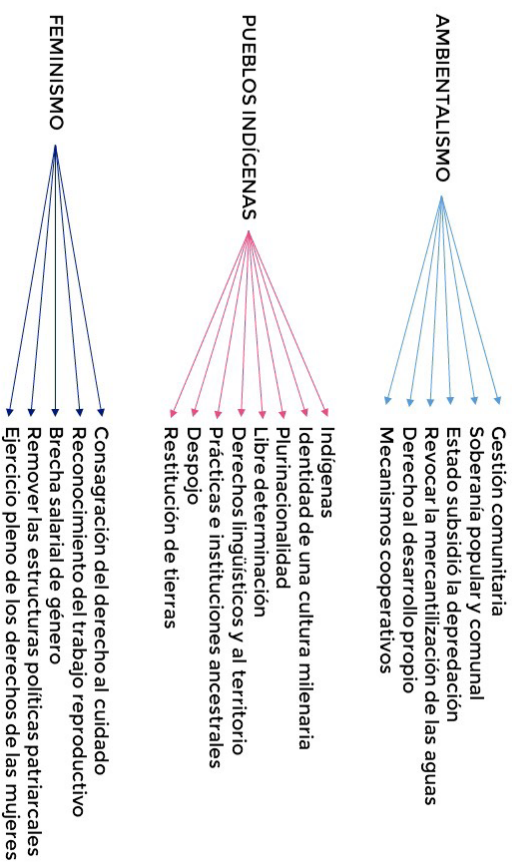 AMBIENTALISMO
Gestión comunitaria
Soberanía popular y comunal
Estado subsidió la depredación
Revocar la mercantilización de las aguas
Derecho al desarrollo propio
Mecanismos cooperativos
PUEBLOS INDÍGENAS
Indígenas
Identidad de una cultura milenaria
Plurinacionalidad
Libre determinación
Derechos lingüísticos y al territorio
Prácticas e instituciones ancestrales
Despojo
Restitución de tierras
FEMINISMO
Consagración del derecho al cuidado
Reconocimiento del trabajo reproductivo
Brecha salarial de género
Remover las estructuras políticas patriarcales
Ejercicio pleno de los derechos de las mujeres